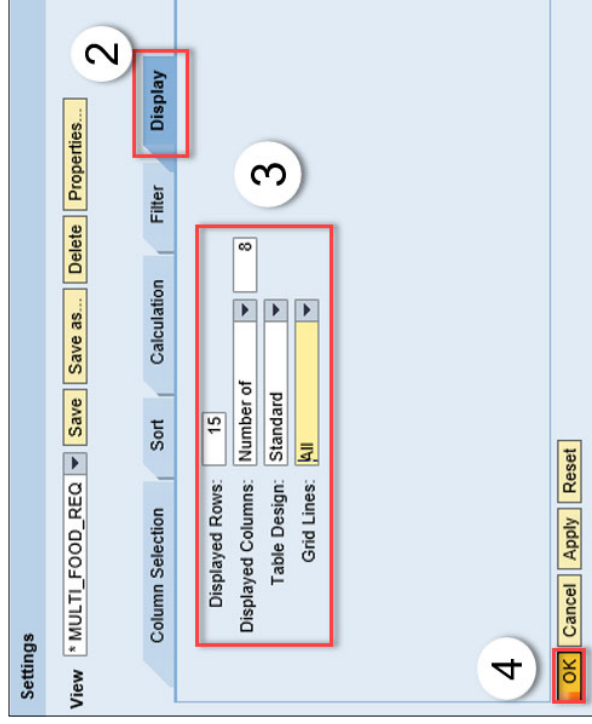 Settings
View * MULTI_FOOD_REQ Save Save as... Delete Properties...
2
Column Selection Sort Calculation Filter Display
3
Displayed Rows: 15
Displayed Columns: Number of 8
Table Design: Standard
Grid Lines: All
4
OK Cancel Apply Reset